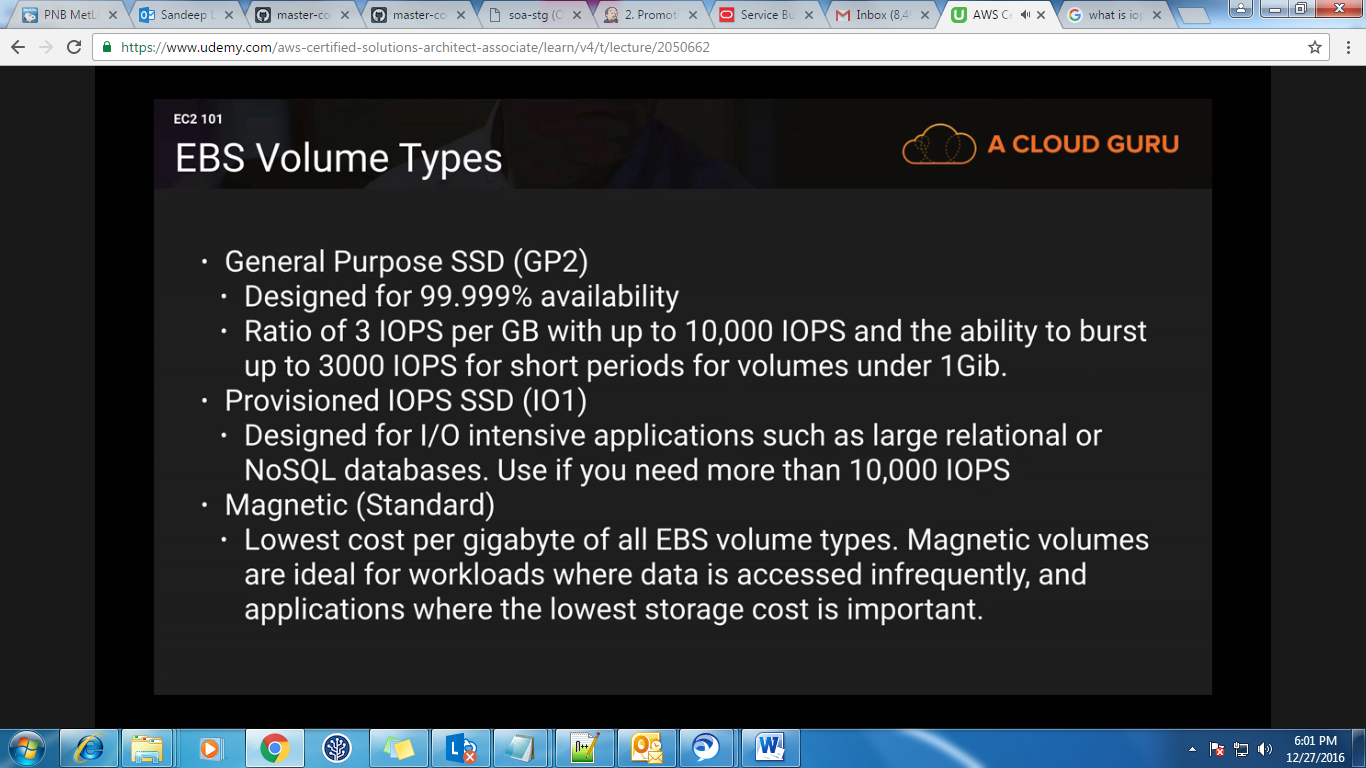 PNB MetL
Sandeep L
master-co
master-co
soa-stg (O
2. Promoti
Service Bu
Inbox (8,4
AWS Ce
what is iop
https://www.udemy.com/aws-certified-solutions-architect-associate/learn/v4/t/lecture/2050662
EC2 101
EBS Volume Types
A CLOUD GURU
• General Purpose SSD (GP2)
• Designed for 99.999% availability
• Ratio of 3 IOPS per GB with up to 10,000 IOPS and the ability to burst
up to 3000 IOPS for short periods for volumes under 1Gib.
• Provisioned IOPS SSD (IO1)
• Designed for I/O intensive applications such as large relational or
NoSQL databases. Use if you need more than 10,000 IOPS
• Magnetic (Standard)
• Lowest cost per gigabyte of all EBS volume types. Magnetic volumes
are ideal for workloads where data is accessed infrequently, and
applications where the lowest storage cost is important.
6:01 PM
12/27/2016